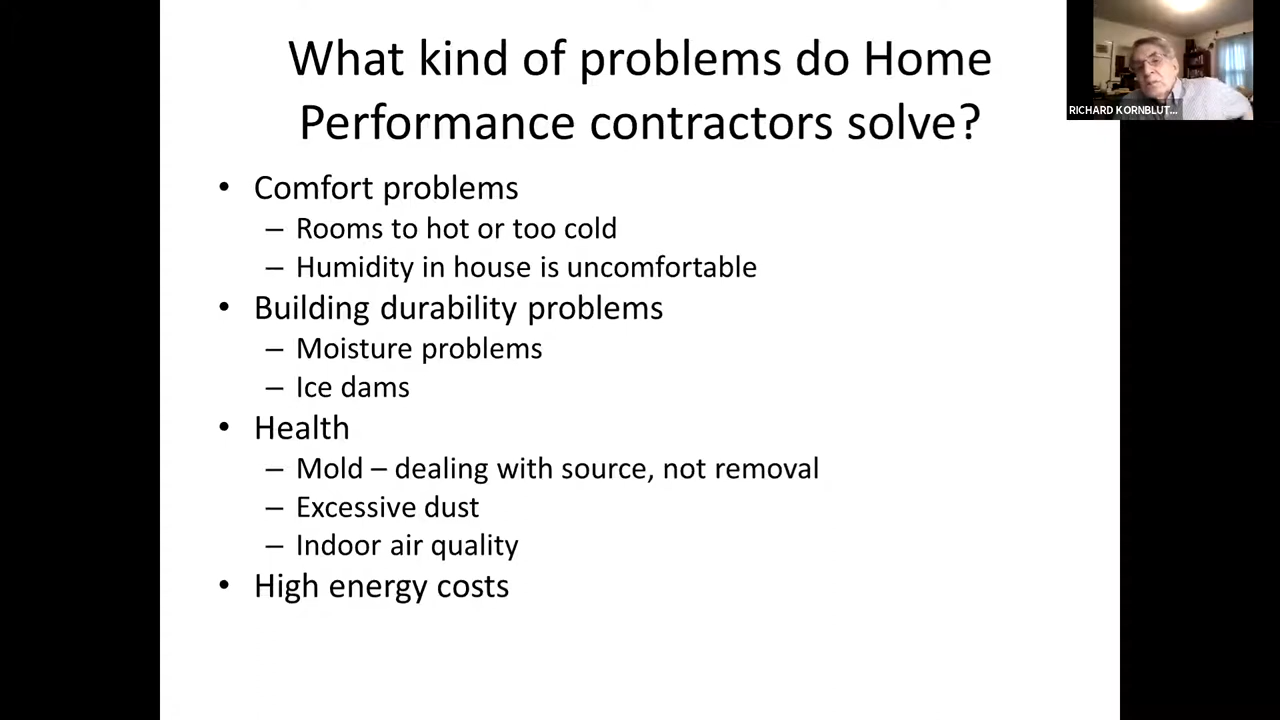 What kind of problems do Home
Performance contractors solve?
RICHARD KORNBLUT...
• Comfort problems
– Rooms to hot or too cold
– Humidity in house is uncomfortable
• Building durability problems
– Moisture problems
– Ice dams
• Health
– Mold – dealing with source, not removal
– Excessive dust
– Indoor air quality
• High energy costs